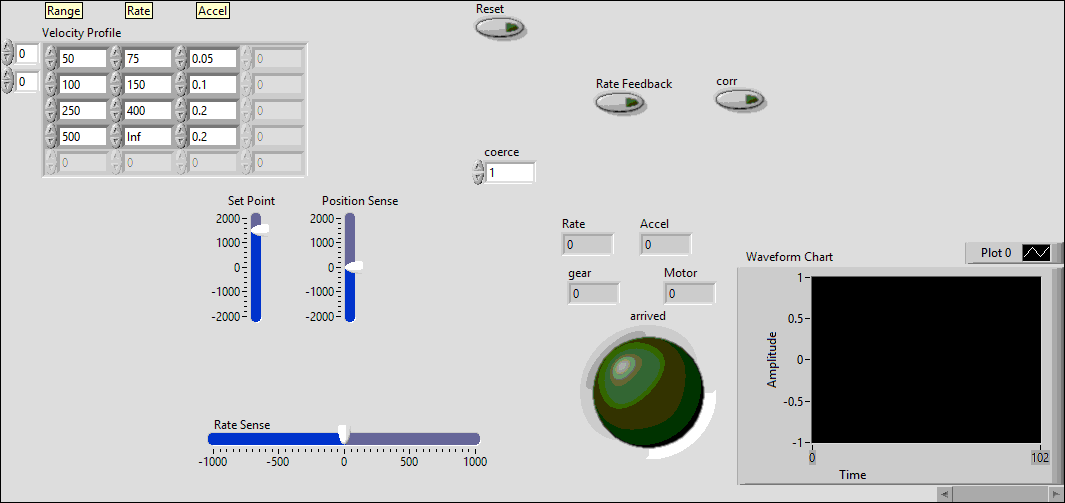 Range Rate Accel
Velocity Profile
0 50 75 0.05 0
0 100 150 0.1 0
250 400 0.2 0
500 Inf 0.2 0
0 0 0 0
Reset
Rate Feedback
corr
coerce
1
Set Point
2000
1000
0
-1000
-2000
Position Sense
2000
1000
0
-1000
-2000
Rate
0
Accel
0
gear
0
Motor
0
arrived
Rate Sense
-1000 -500 0 500 1000
Waveform Chart
Plot 0
Amplitude
1
0.5
0
-0.5
-1
0 102
Time